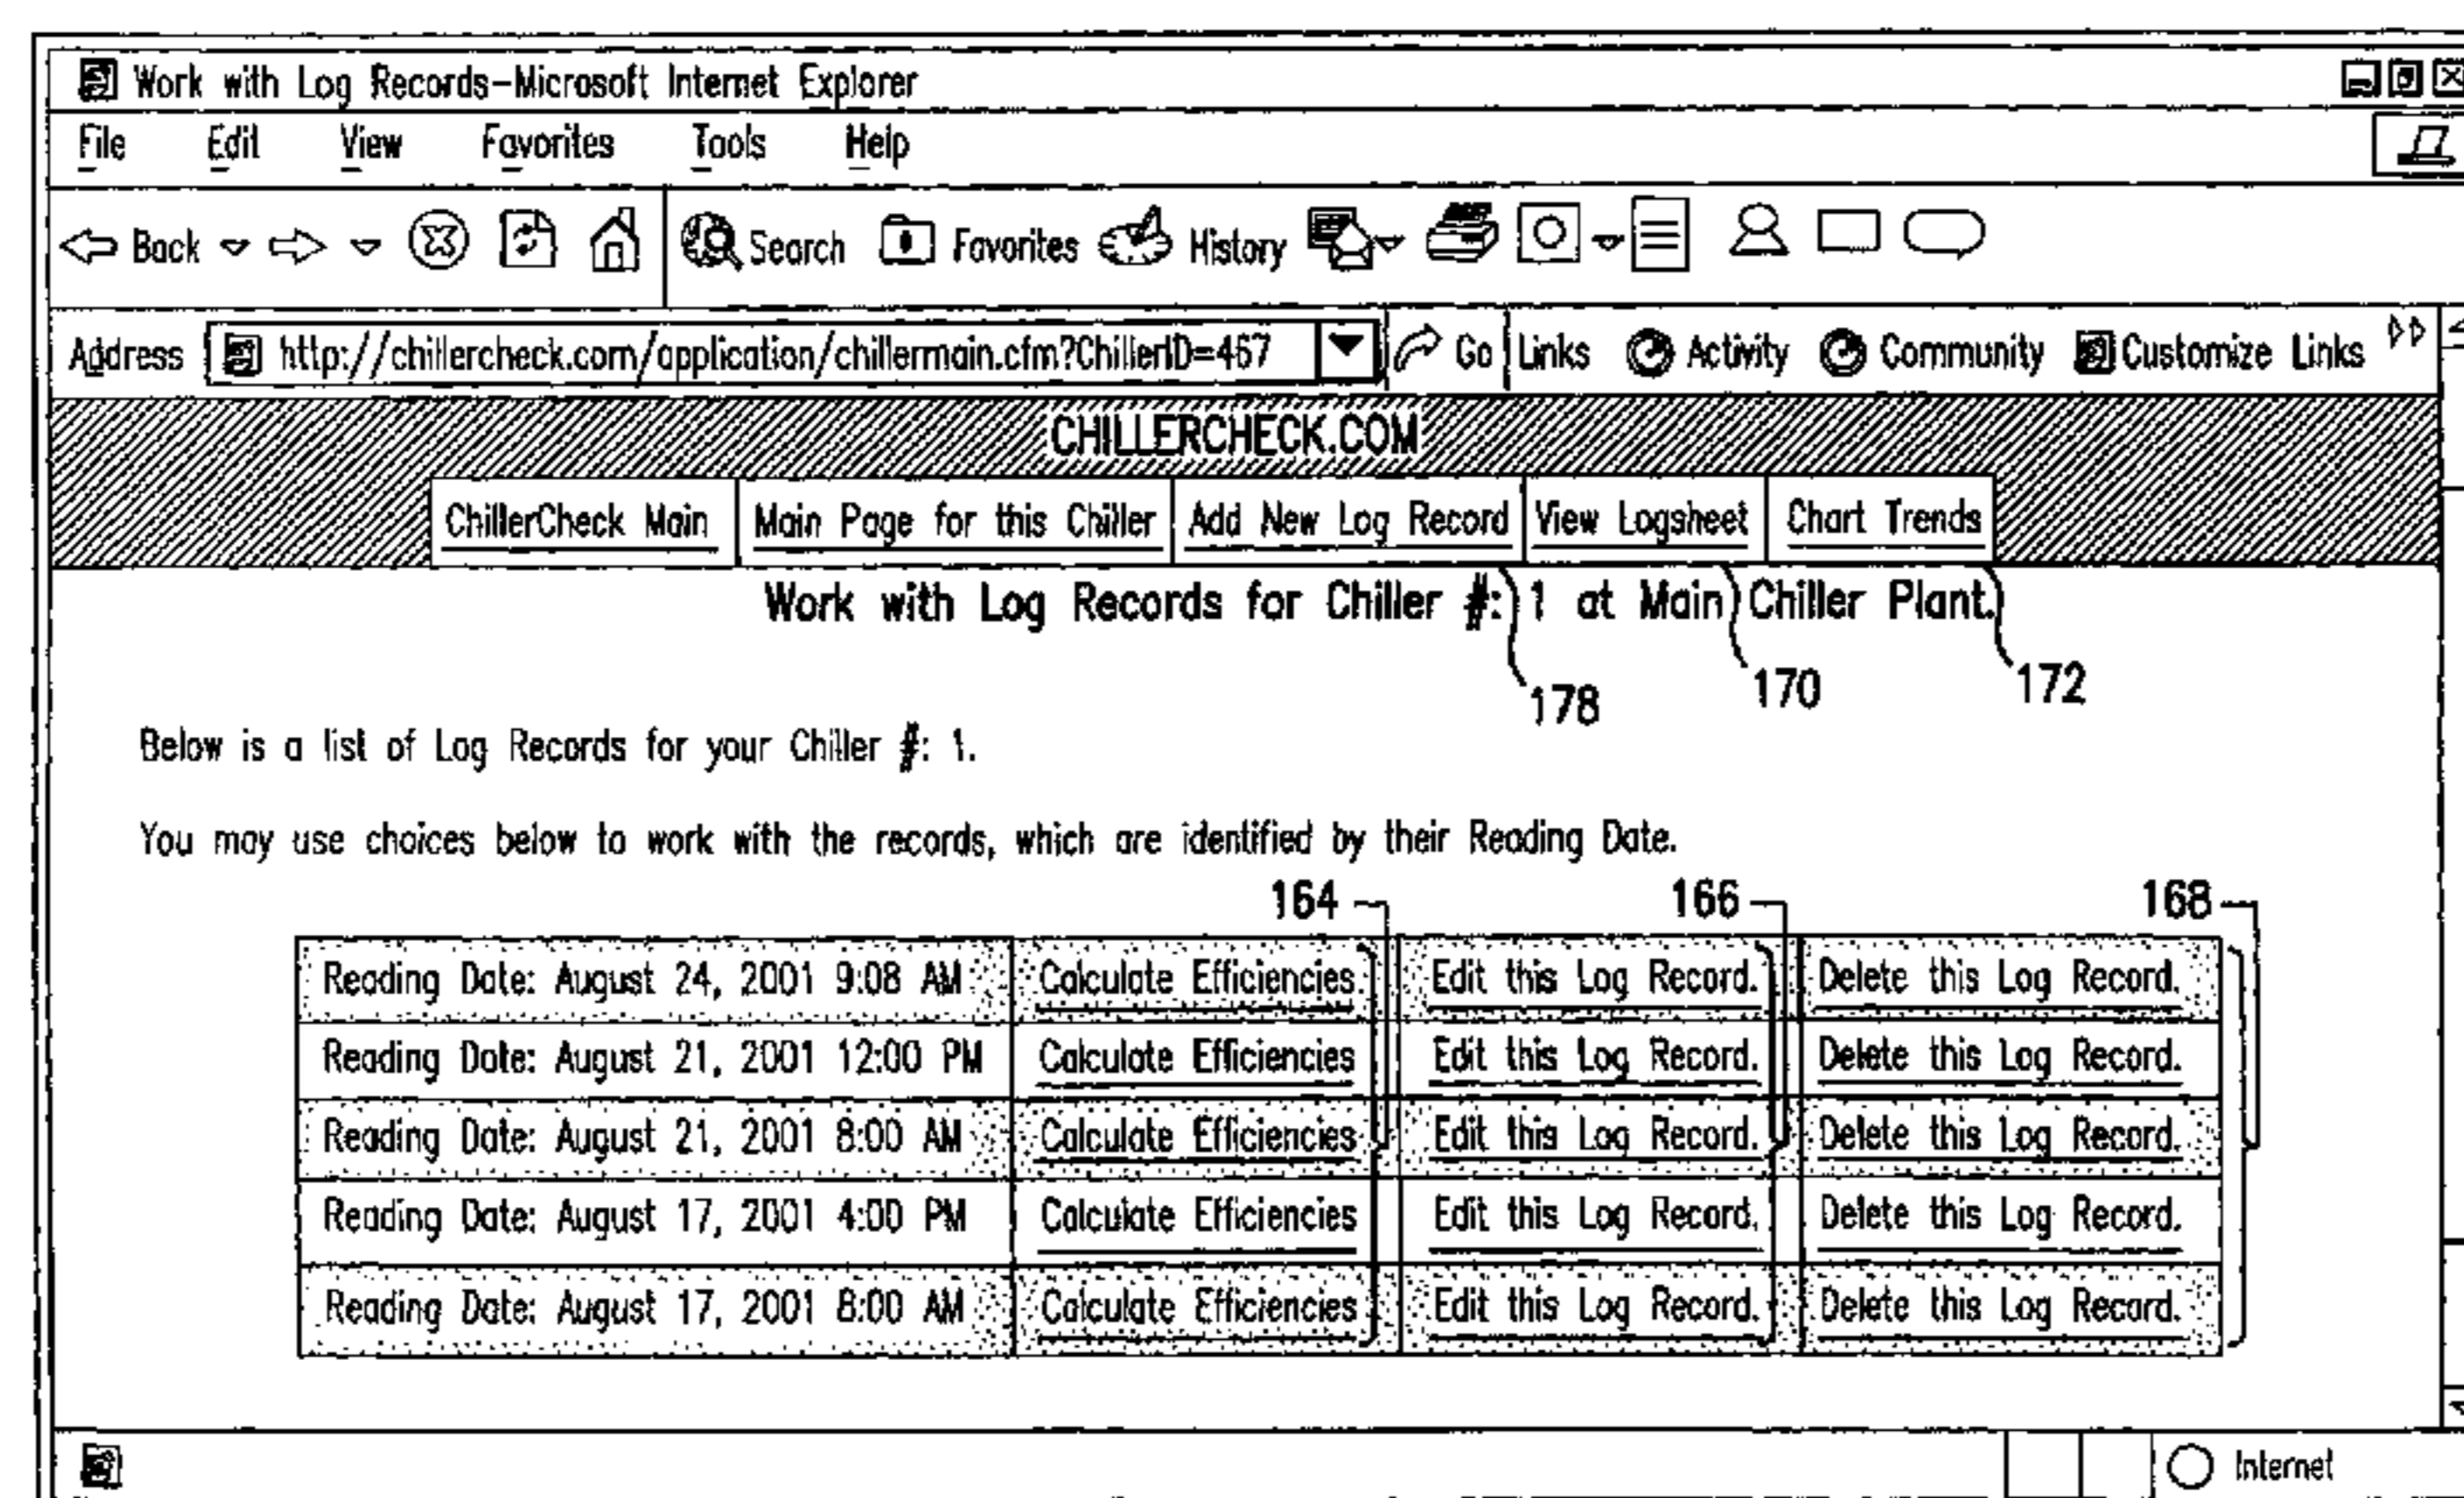 Work with Log Records-Microsoft Internet Explorer
File Edit View Favorites Tools Help
Back Search Favorites History
Address http://chillercheck.com/application/chillermain.cfm?ChillerID=467 Go Links Activity Community Customize Links
CHILLERCHECK.COM
ChillerCheck Main Main Page for this Chiller Add New Log Record View Logsheet Chart Trends
Work with Log Records for Chiller #: 1 at Main Chiller Plant.
178 170 172
Below is a list of Log Records for your Chiller #: 1.
You may use choices below to work with the records, which are identified by their Reading Date.
164 166 168
Reading Date: August 24, 2001 9:08 AM Calculate Efficiencies. Edit this Log Record. Delete this Log Record.
Reading Date: August 21, 2001 12:00 PM Calculate Efficiencies Edit this Log Record. Delete this Log Record.
Reading Date: August 21, 2001 8:00 AM Calculate Efficiencies Edit this Log Record. Delete this Log Record.
Reading Date: August 17, 2001 4:00 PM Calculate Efficiencies Edit this Log Record. Delete this Log Record.
Reading Date: August 17, 2001 8:00 AM Calculate Efficiencies Edit this Log Record. Delete this Log Record.
Internet